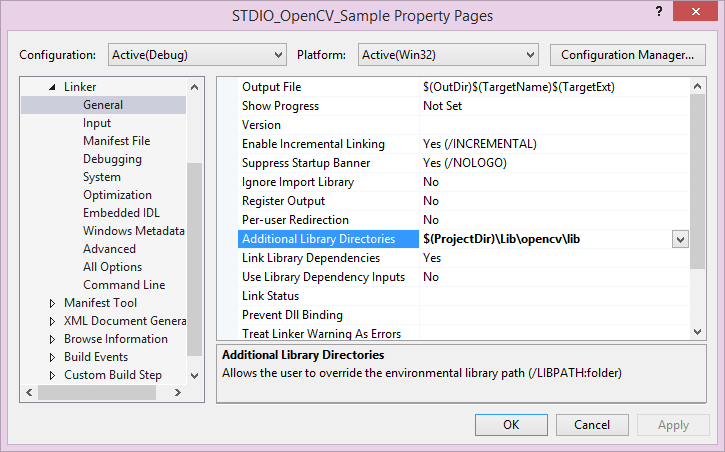 STDIO_OpenCV_Sample Property Pages
Configuration: Active(Debug) Platform: Active(Win32) Configuration Manager...
Linker
General
Input
Manifest File
Debugging
System
Optimization
Embedded IDL
Windows Metadata
Advanced
All Options
Command Line
Manifest Tool
XML Document Genera
Browse Information
Build Events
Custom Build Step
Output File $(OutDir)$(TargetName)$(TargetExt)
Show Progress Not Set
Version
Enable Incremental Linking Yes (/INCREMENTAL)
Suppress Startup Banner Yes (/NOLOGO)
Ignore Import Library No
Register Output No
Per-user Redirection No
Additional Library Directories $(ProjectDir)\Lib\opencv\lib
Link Library Dependencies Yes
Use Library Dependency Inputs No
Link Status
Prevent Dll Binding
Treat Linker Warning As Errors
Additional Library Directories
Allows the user to override the environmental library path (/LIBPATH:folder)
OK Cancel Apply